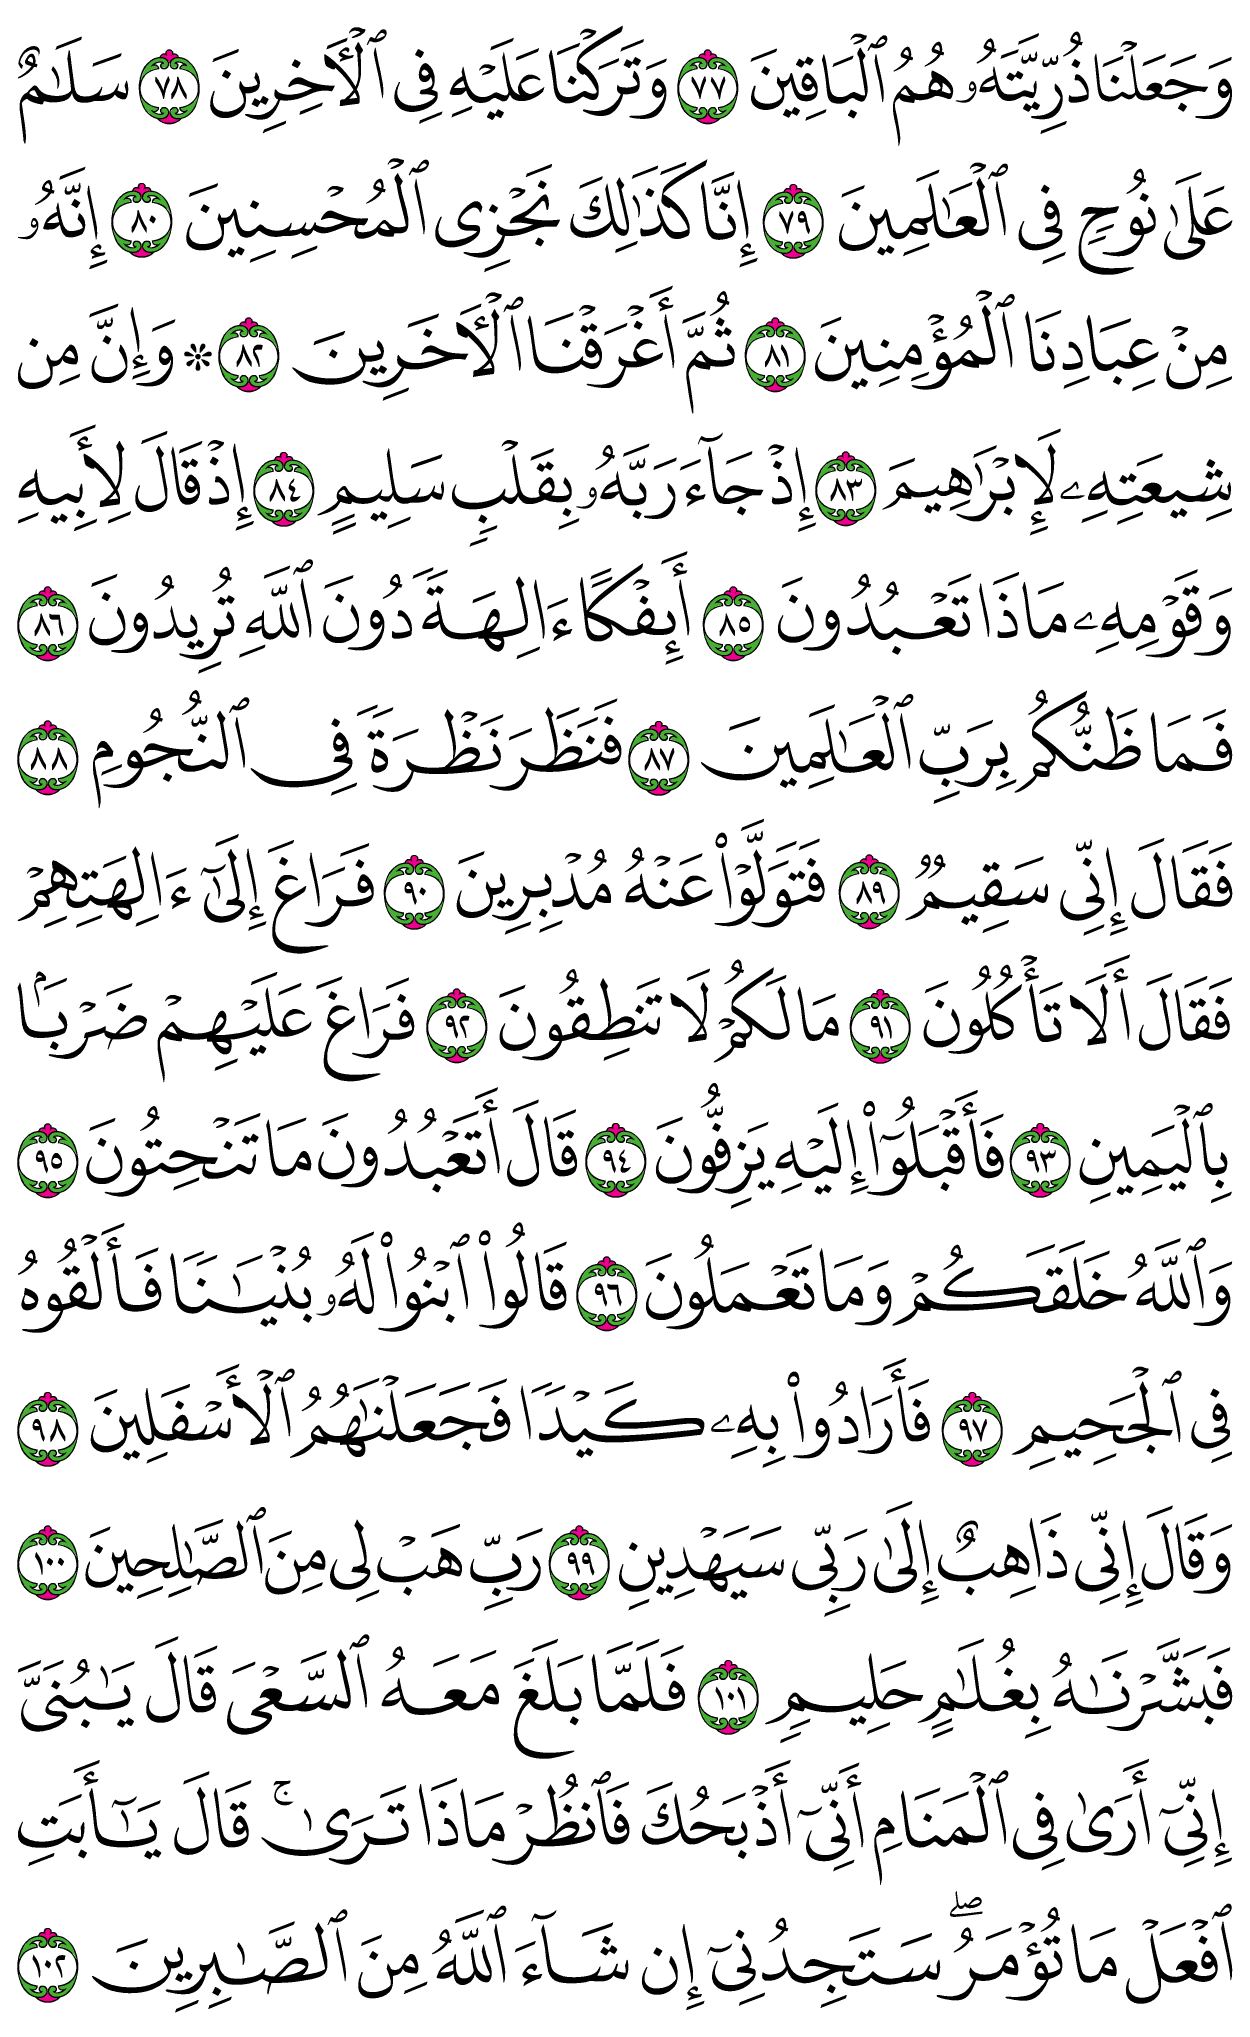 وَجَعَلْنَا ذُرِّيَّتَهُۥ هُمُ ٱلْبَاقِينَ ٧٧ وَتَرَكْنَا عَلَيْهِ فِى ٱلْأَخِرِينَ ٧٨ سَلَٰمٌ
عَلَىٰ نُوحٍ فِى ٱلْعَٰلَمِينَ ٧٩ إِنَّا كَذَٰلِكَ نَجْزِى ٱلْمُحْسِنِينَ ٨٠ إِنَّهُۥ
مِنْ عِبَادِنَا ٱلْمُؤْمِنِينَ ٨١ ثُمَّ أَغْرَقْنَا ٱلْأَخَرِينَ ٨٢ * وَإِنَّ مِن
شِيعَتِهِۦ لَإِبْرَٰهِيمَ ٨٣ إِذْ جَآءَ رَبَّهُۥ بِقَلْبٍ سَلِيمٍ ٨٤ إِذْ قَالَ لِأَبِيهِ
وَقَوْمِهِۦ مَاذَا تَعْبُدُونَ ٨٥ أَئِفْكًا ءَالِهَةً دُونَ ٱللَّهِ تُرِيدُونَ ٨٦
فَمَا ظَنُّكُم بِرَبِّ ٱلْعَٰلَمِينَ ٨٧ فَنَظَرَ نَظْرَةً فِى ٱلنُّجُومِ ٨٨
فَقَالَ إِنِّى سَقِيمٌ ٨٩ فَتَوَلَّوْا۟ عَنْهُ مُدْبِرِينَ ٩٠ فَرَاغَ إِلَىٰٓ ءَالِهَتِهِمْ
فَقَالَ أَلَا تَأْكُلُونَ ٩١ مَا لَكُمْ لَا تَنطِقُونَ ٩٢ فَرَاغَ عَلَيْهِمْ ضَرْبًۢا
بِٱلْيَمِينِ ٩٣ فَأَقْبَلُوٓا۟ إِلَيْهِ يَزِفُّونَ ٩٤ قَالَ أَتَعْبُدُونَ مَا تَنْحِتُونَ ٩٥
وَٱللَّهُ خَلَقَكُمْ وَمَا تَعْمَلُونَ ٩٦ قَالُوا۟ ٱبْنُوا۟ لَهُۥ بُنْيَٰنًا فَأَلْقُوهُ
فِى ٱلْجَحِيمِ ٩٧ فَأَرَادُوا۟ بِهِۦ كَيْدًا فَجَعَلْنَٰهُمُ ٱلْأَسْفَلِينَ ٩٨
وَقَالَ إِنِّى ذَاهِبٌ إِلَىٰ رَبِّى سَيَهْدِينِ ٩٩ رَبِّ هَبْ لِى مِنَ ٱلصَّٰلِحِينَ ١٠٠
فَبَشَّرْنَٰهُ بِغُلَٰمٍ حَلِيمٍ ١٠١ فَلَمَّا بَلَغَ مَعَهُ ٱلسَّعْىَ قَالَ يَٰبُنَىَّ
إِنِّىٓ أَرَىٰ فِى ٱلْمَنَامِ أَنِّىٓ أَذْبَحُكَ فَٱنظُرْ مَاذَا تَرَىٰ ۚ قَالَ يَٰٓأَبَتِ
ٱفْعَلْ مَا تُؤْمَرُ ۖ سَتَجِدُنِىٓ إِن شَآءَ ٱللَّهُ مِنَ ٱلصَّٰبِرِينَ ١٠٢